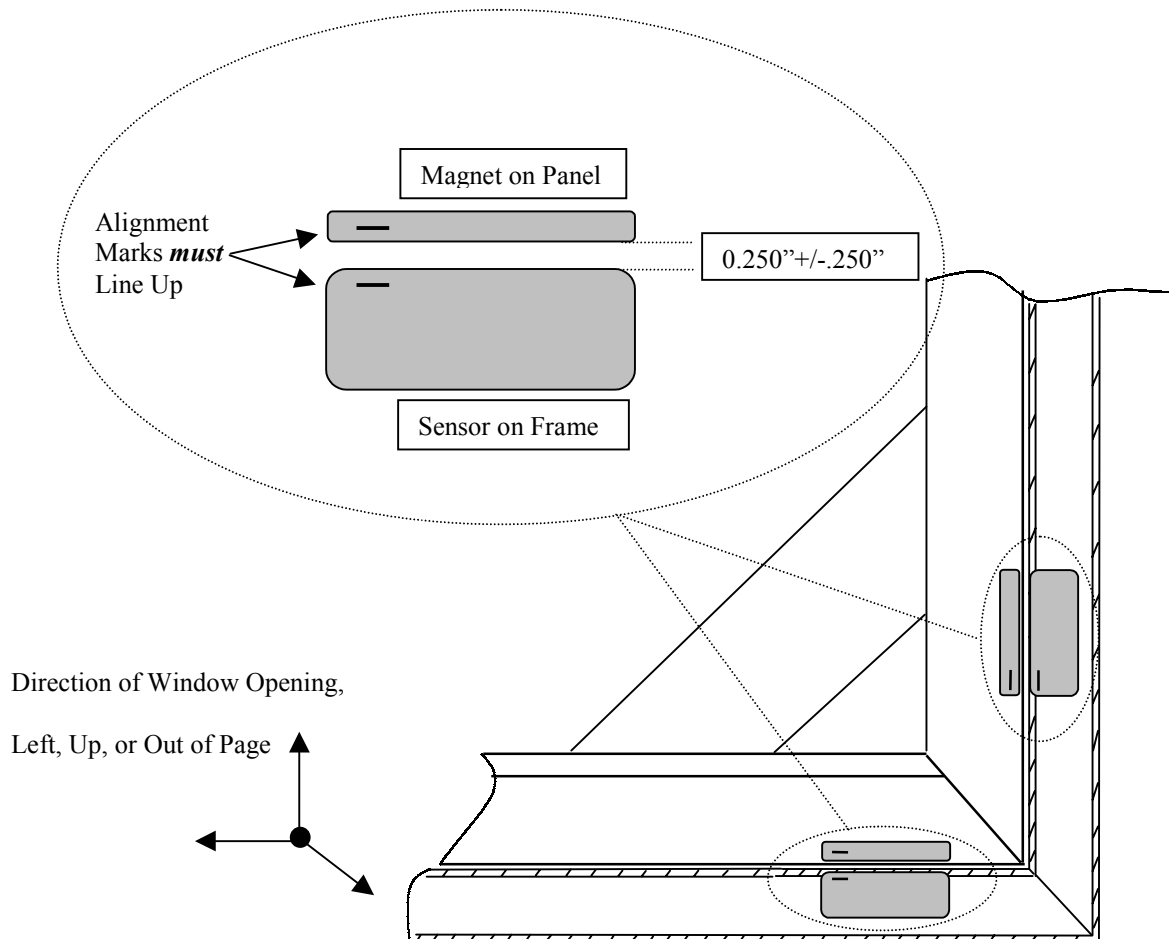 Magnet on Panel
Alignment
Marks must
Line Up
0.250”+/-.250”
Sensor on Frame
Direction of Window Opening,
Left, Up, or Out of Page